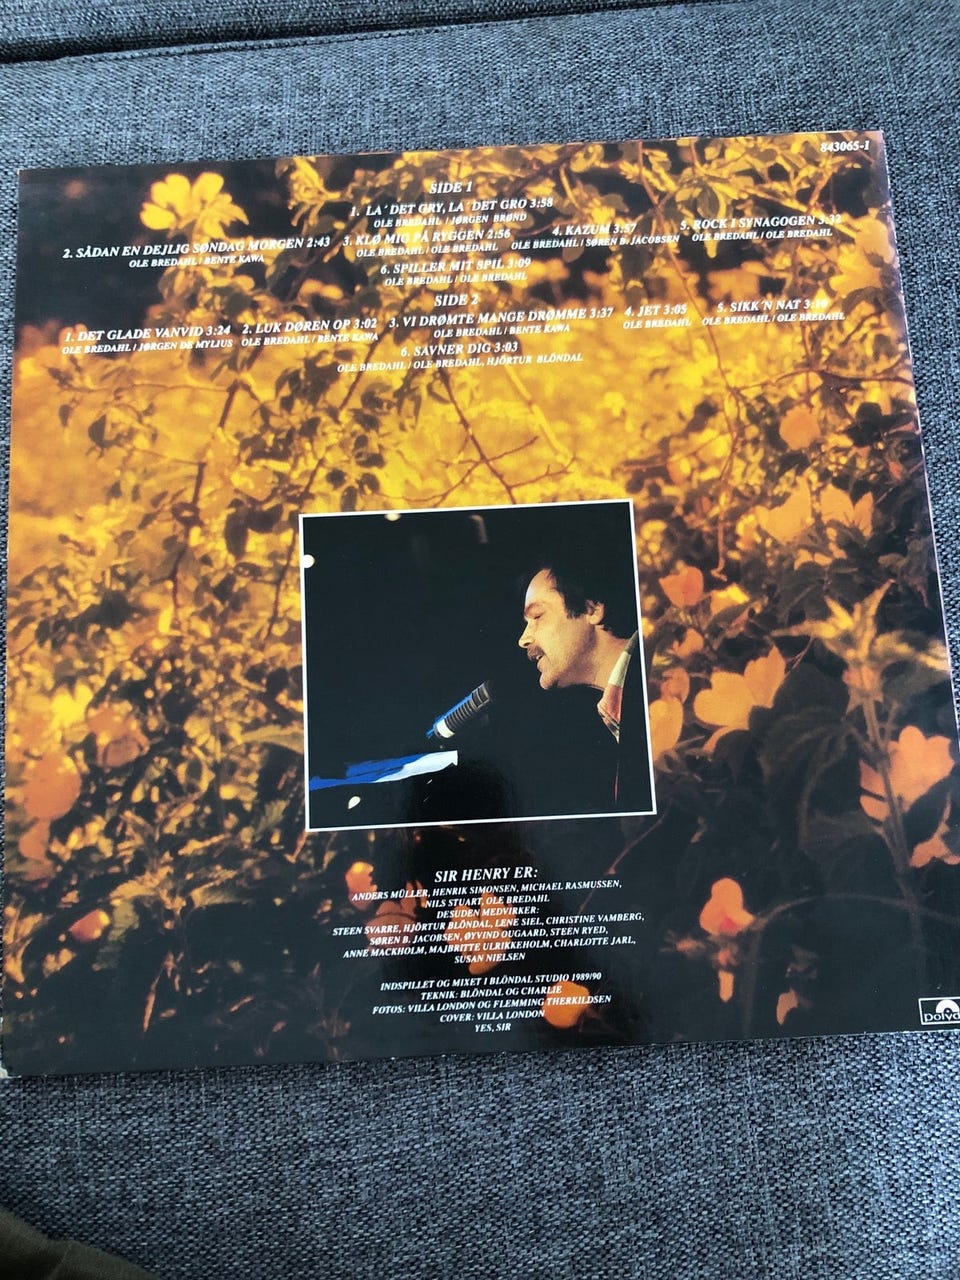 843065-1
SIDE 1
1. LA´DET GRY, LA´DET GRO 3:58
OLE BREDAHL / JØRGEN BRØND
2. SÅDAN EN DEJLIG SØNDAG MORGEN 2:43
OLE BREDAHL / BENTE KAWA
3. KLØ MIG PÅ RYGGEN 2:56
OLE BREDAHL / OLE BREDAHL
4. KAZUM 3:57
OLE BREDAHL / SØREN B. JACOBSEN
5. ROCK I SYNAGOGEN 3:32
OLE BREDAHL / OLE BREDAHL
6. SPILLER MIT SPIL 3:09
OLE BREDAHL / OLE BREDAHL
SIDE 2
1. DET GLADE VANVID 3:24
OLE BREDAHL / JØRGEN DE MYLIUS
2. LUK DØREN OP 3:02
OLE BREDAHL / BENTE KAWA
3. VI DRØMTE MANGE DRØMME 3:37
OLE BREDAHL / BENTE KAWA
4. JET 3:05
OLE BREDAHL
5. SIKK´N NAT
OLE BREDAHL / OLE BREDAHL
6. SAVNER DIG 3:03
OLE BREDAHL / OLE BREDAHL, HJÖRTUR BLÖNDAL
SIR HENRY ER:
ANDERS MÜLLER, HENRIK SIMONSEN, MICHAEL RASMUSSEN,
NILS STUART, OLE BREDAHL
DESUDEN MEDVIRKER:
STEEN SVARRE, HJÖRTUR BLÖNDAL, LENE SIEL, CHRISTINE VAMBERG,
SØREN B. JACOBSEN, ØYVIND OUGAARD, STEEN RYED,
ANNE MACKHOLM, MAJBRITTE ULRIKKEHOLM, CHARLOTTE JARL,
SUSAN NIELSEN
INDSPILLET OG MIXET I BLÖNDAL STUDIO 1989/90
TEKNIK: BLÖNDAL OG CHARLIE
FOTOS: VILLA LONDON OG FLEMMING THERKILDSEN
COVER: VILLA LONDON
YES, SIR